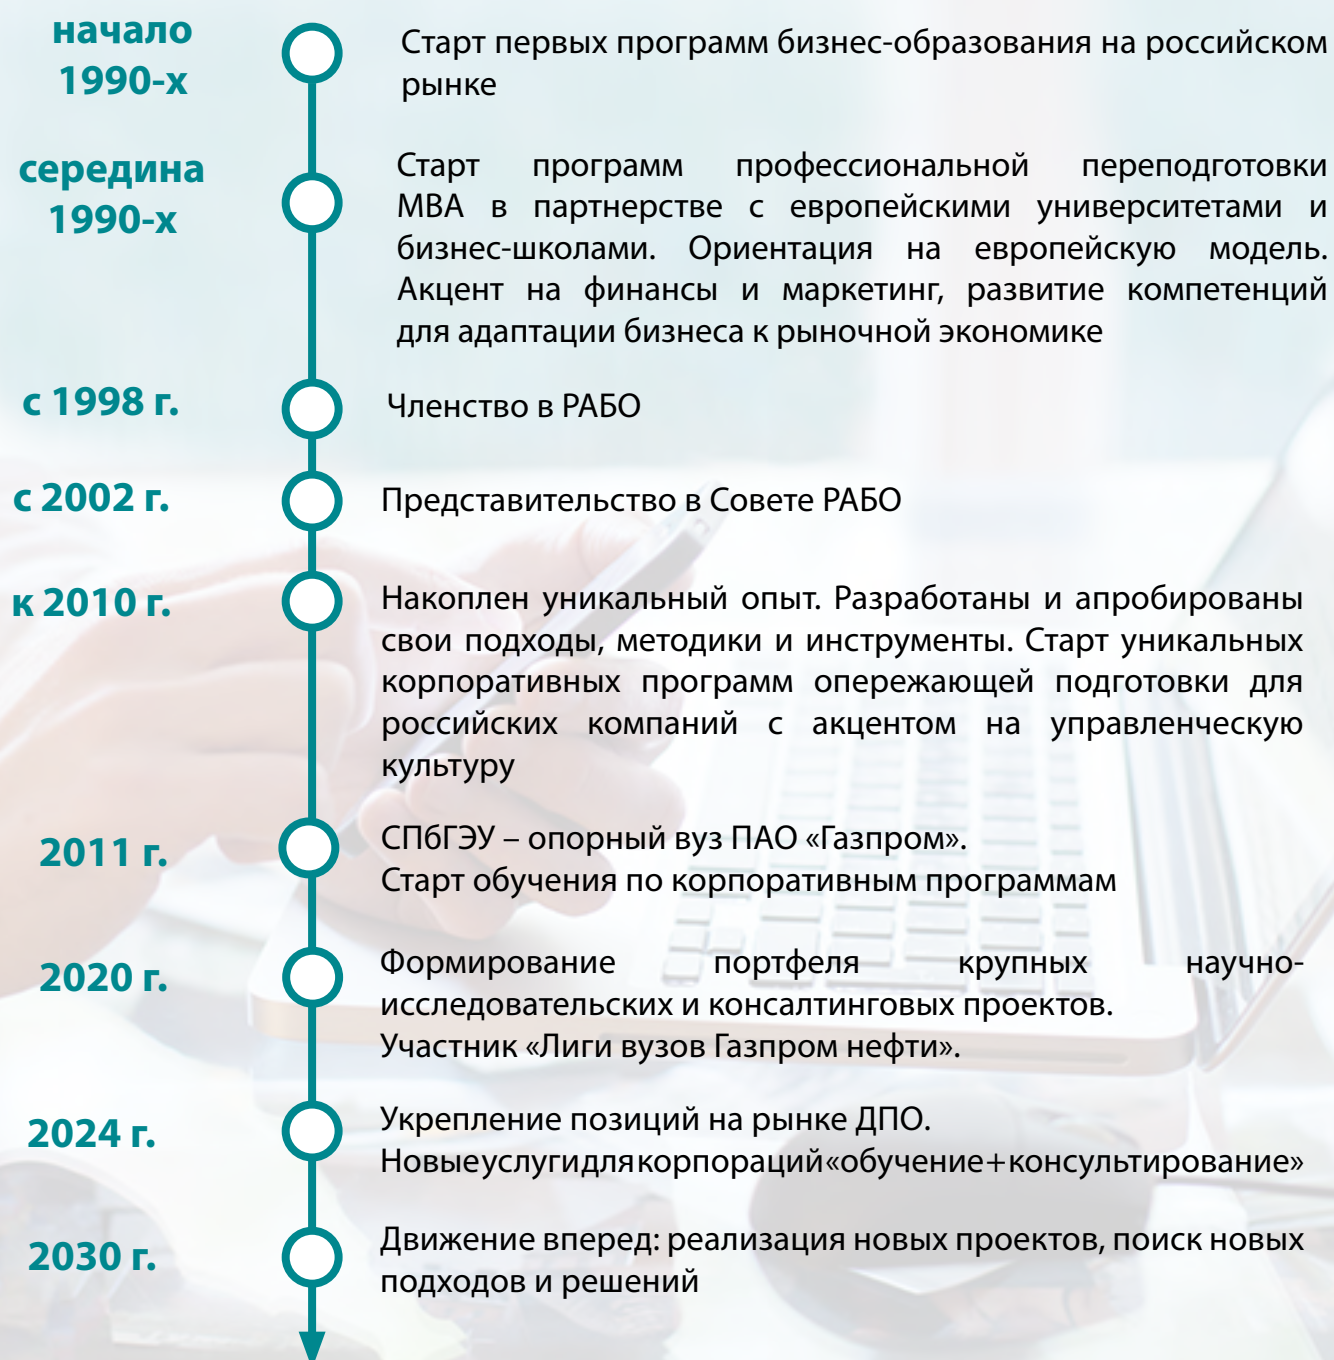 начало
1990-х
Старт первых программ бизнес-образования на российском
рынке
середина
1990-х
Старт программ профессиональной переподготовки
МВА в партнерстве с европейскими университетами и
бизнес-школами. Ориентация на европейскую модель.
Акцент на финансы и маркетинг, развитие компетенций
для адаптации бизнеса к рыночной экономике
с 1998 г.
Членство в РАБО
с 2002 г.
Представительство в Совете РАБО
к 2010 г.
Накоплен уникальный опыт. Разработаны и апробированы
свои подходы, методики и инструменты. Старт уникальных
корпоративных программ опережающей подготовки для
российских компаний с акцентом на управленческую
культуру
2011 г.
СПбГЭУ – опорный вуз ПАО «Газпром».
Старт обучения по корпоративным программам
2020 г.
Формирование портфеля крупных научно-
исследовательских и консалтинговых проектов.
Участник «Лиги вузов Газпром нефти».
2024 г.
Укрепление позиций на рынке ДПО.
Новые услуги для корпораций «обучение+консультирование»
2030 г.
Движение вперед: реализация новых проектов, поиск новых
подходов и решений